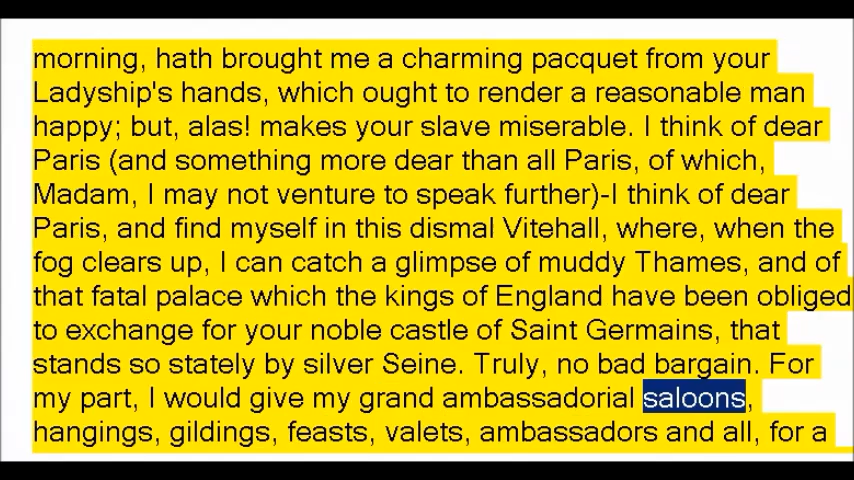 morning, hath brought me a charming pacquet from your
Ladyship's hands, which ought to render a reasonable man
happy; but, alas! makes your slave miserable. I think of dear
Paris (and something more dear than all Paris, of which,
Madam, I may not venture to speak further)-I think of dear
Paris, and find myself in this dismal Vitehall, where, when the
fog clears up, I can catch a glimpse of muddy Thames, and of
that fatal palace which the kings of England have been obliged
to exchange for your noble castle of Saint Germains, that
stands so stately by silver Seine. Truly, no bad bargain. For
my part, I would give my grand ambassadorial saloons,
hangings, gildings, feasts, valets, ambassadors and all, for a